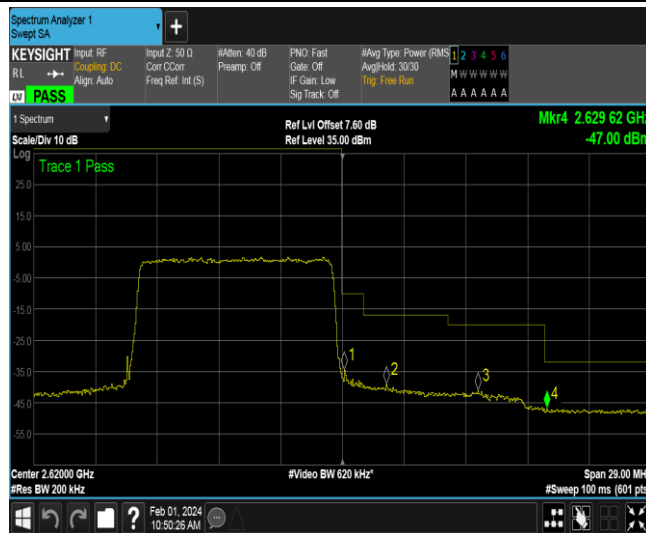 Spectrum Analyzer 1
Swept SA
+
KEYSIGHT
RL
LXI PASS
Input: RF
Coupling: DC
Align: Auto
Input Z: 50 Ω
Corr CCorr
Freq Ref: Int (S)
#Atten: 40 dB
Preamp: Off
PNO: Fast
Gate: Off
IF Gain: Low
Sig Track: Off
#Avg Type: Power (RMS
Avg|Hold: 30/30
Trig: Free Run
1 2 3 4 5 6
M W W W W W
A A A A A A
1 Spectrum
Scale/Div 10 dB
Log
Ref Lvl Offset 7.60 dB
Ref Level 35.00 dBm
Mkr4 2.629 62 GHz
-47.00 dBm
Trace 1 Pass
25.0
15.0
5.00
-5.00
-15.0
-25.0
-35.0
-45.0
-55.0
1
2
3
4
Center 2.62000 GHz
#Res BW 200 kHz
#Video BW 620 kHz*
Span 29.00 MH
#Sweep 100 ms (601 pts
?
Feb 01, 2024
10:50:26 AM